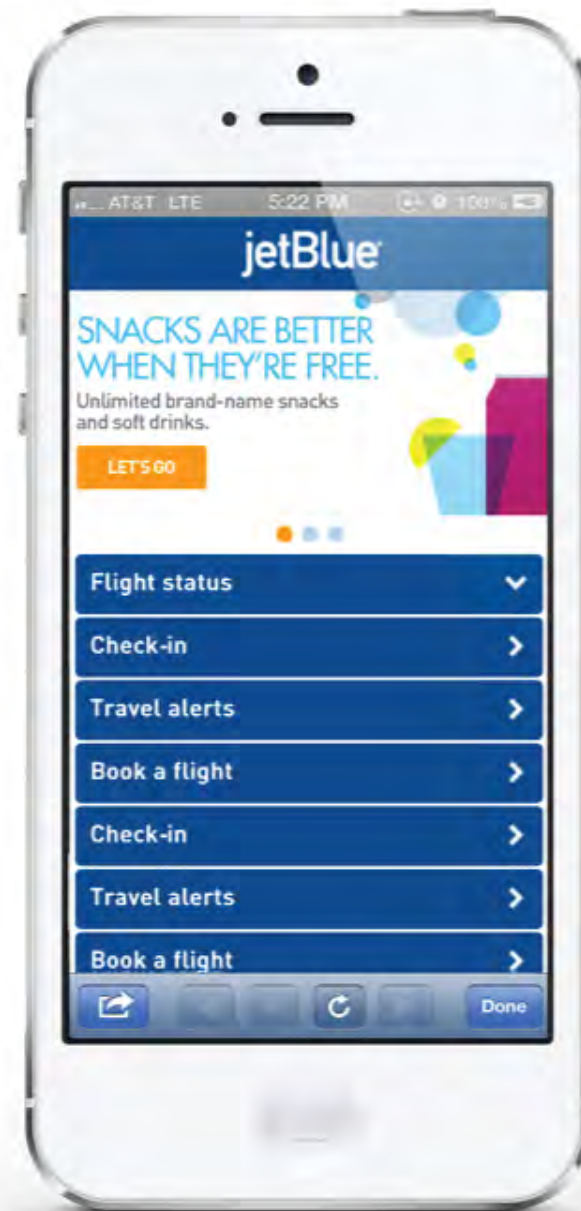 AT&T LTE 5:22 PM 100%
jetBlue
SNACKS ARE BETTER
WHEN THEY'RE FREE.
Unlimited brand-name snacks
and soft drinks.
LET'S GO
Flight status
Check-in
Travel alerts
Book a flight
Check-in
Travel alerts
Book a flight
Done